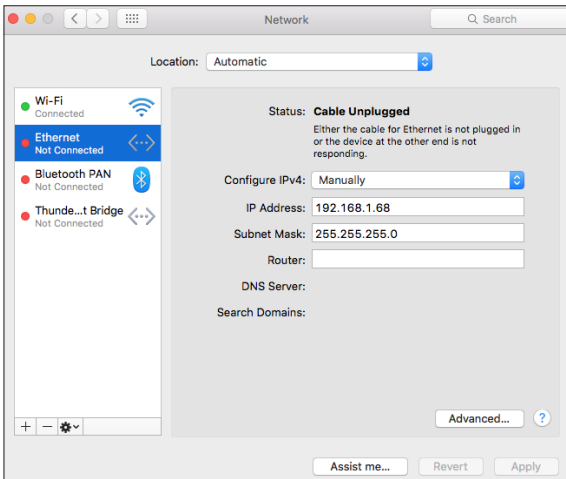 Network
Search
Location: Automatic
Wi-Fi
Connected
Ethernet
Not Connected
Bluetooth PAN
Not Connected
Thunde...t Bridge
Not Connected
Status: Cable Unplugged
Either the cable for Ethernet is not plugged in
or the device at the other end is not
responding.
Configure IPv4: Manually
IP Address: 192.168.1.68
Subnet Mask: 255.255.255.0
Router:
DNS Server:
Search Domains:
Advanced... ?
Assist me... Revert Apply